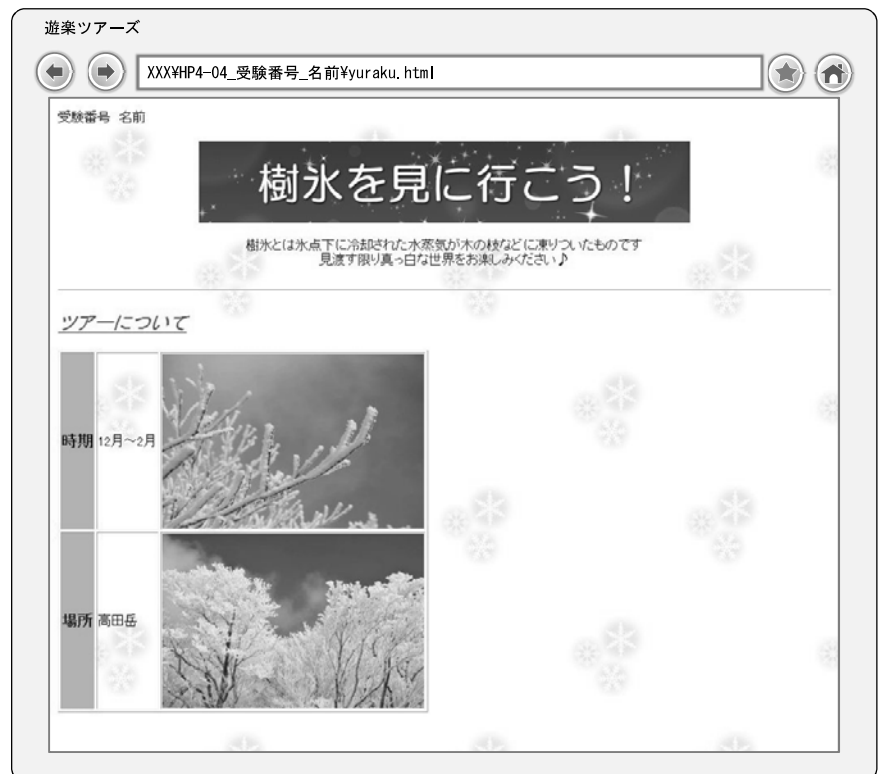 遊楽ツアーズ
XXX¥HP4-04_受験番号_名前¥yuraku.html
受験番号 名前
樹氷を見に行こう！
樹氷とは氷点下に冷却された水蒸気が木の枝などに凍りついたものです
見渡す限り真っ白な世界をお楽しみください♪
ツアーについて
時期 12月～2月
場所 高田岳